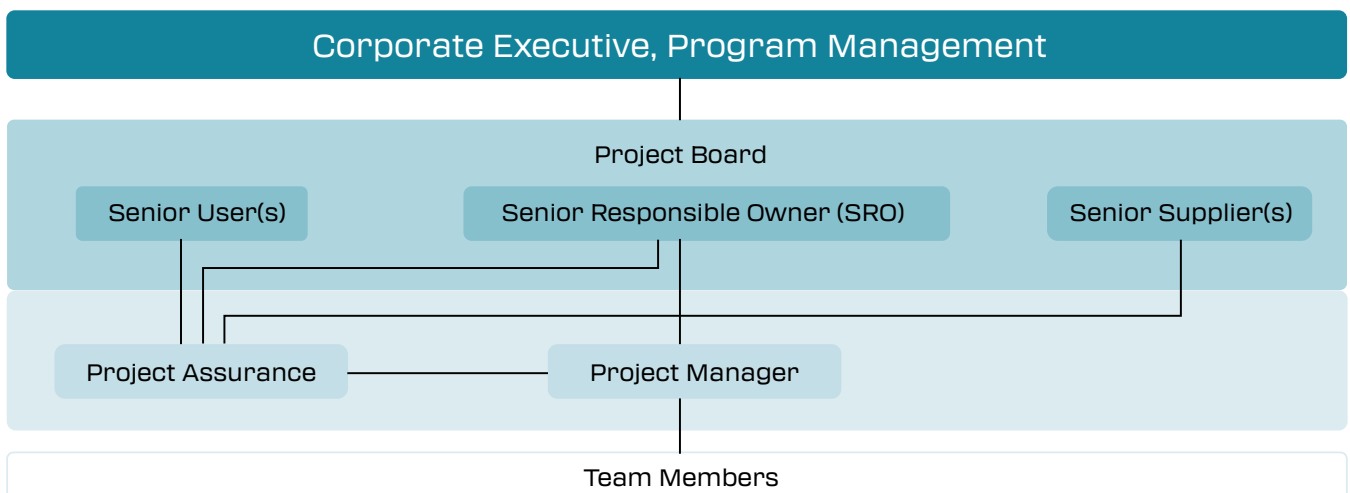 Corporate Executive, Program Management
Project Board
Senior User(s)
Senior Responsible Owner (SRO)
Senior Supplier(s)
Project Assurance
Project Manager
Team Members